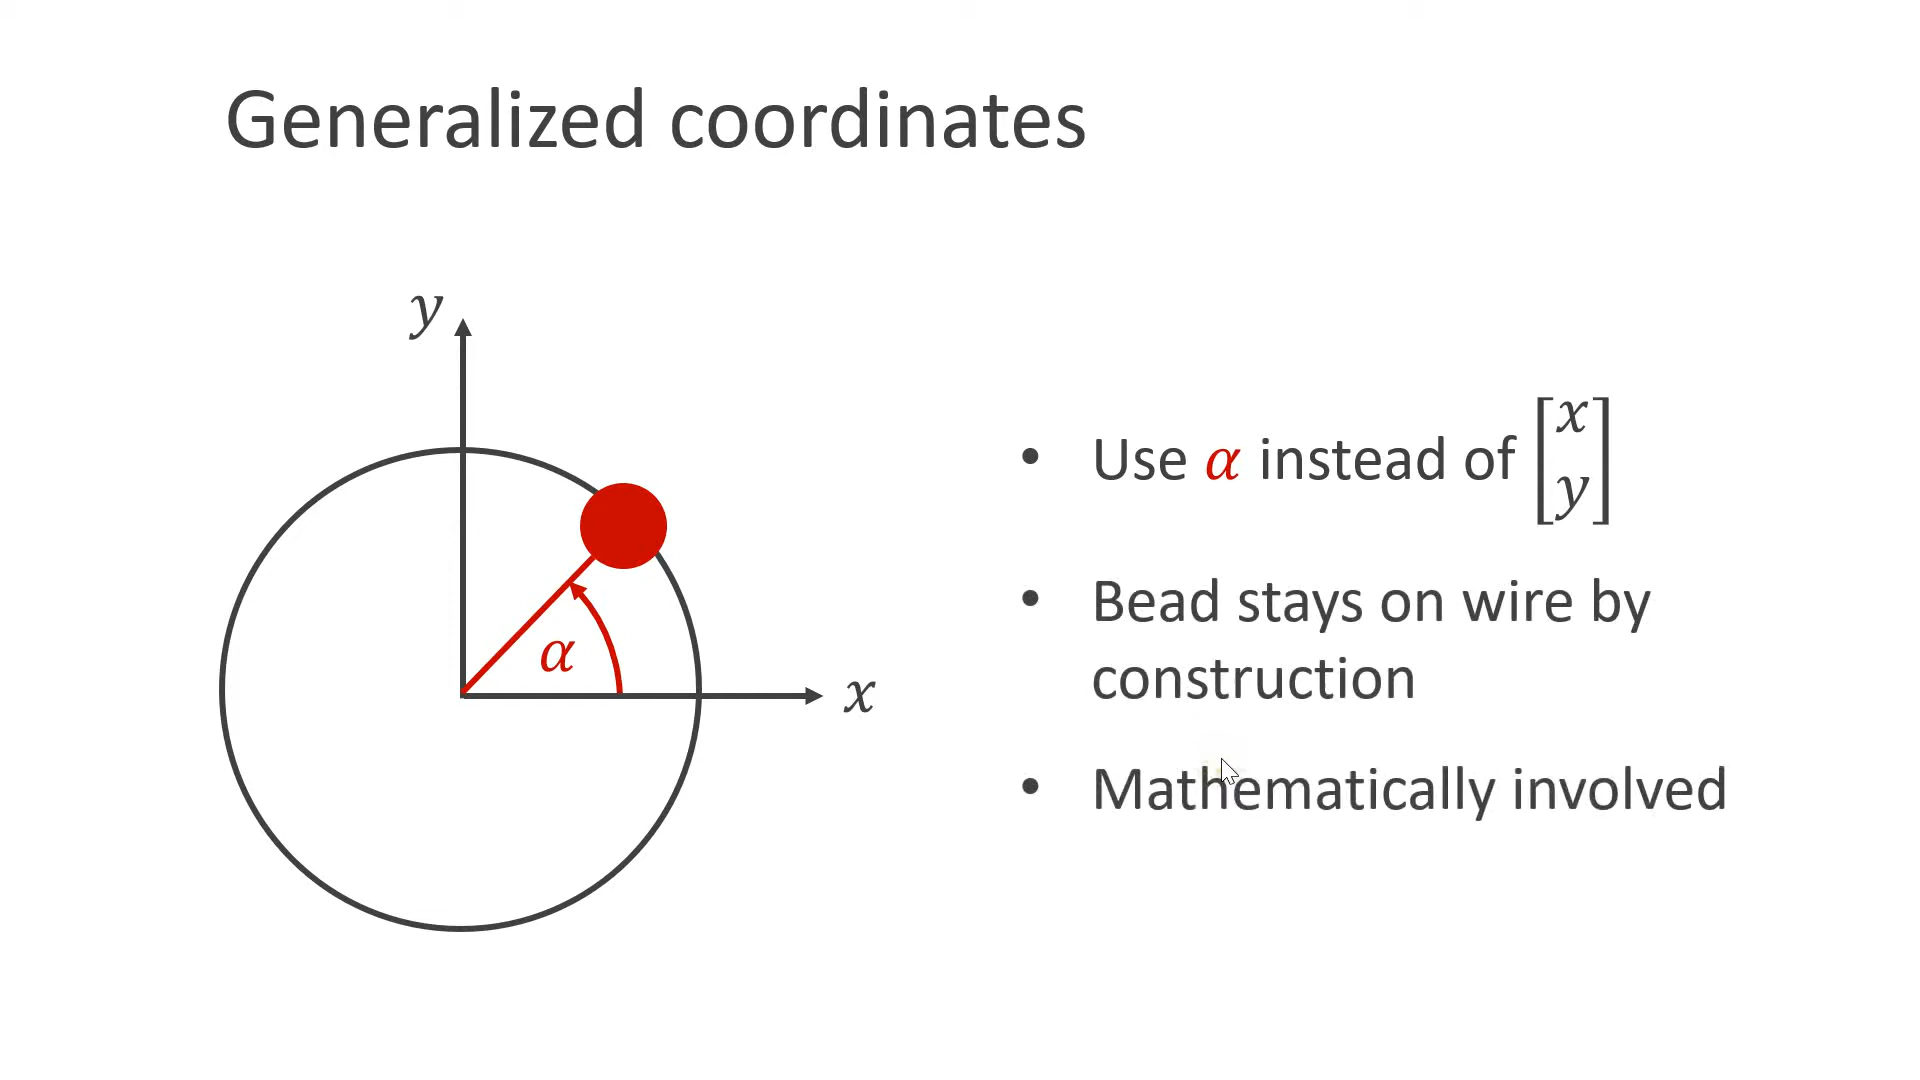 Generalized coordinates
y
α
x
• Use α instead of [x y]
• Bead stays on wire by
construction
• Mathematically involved